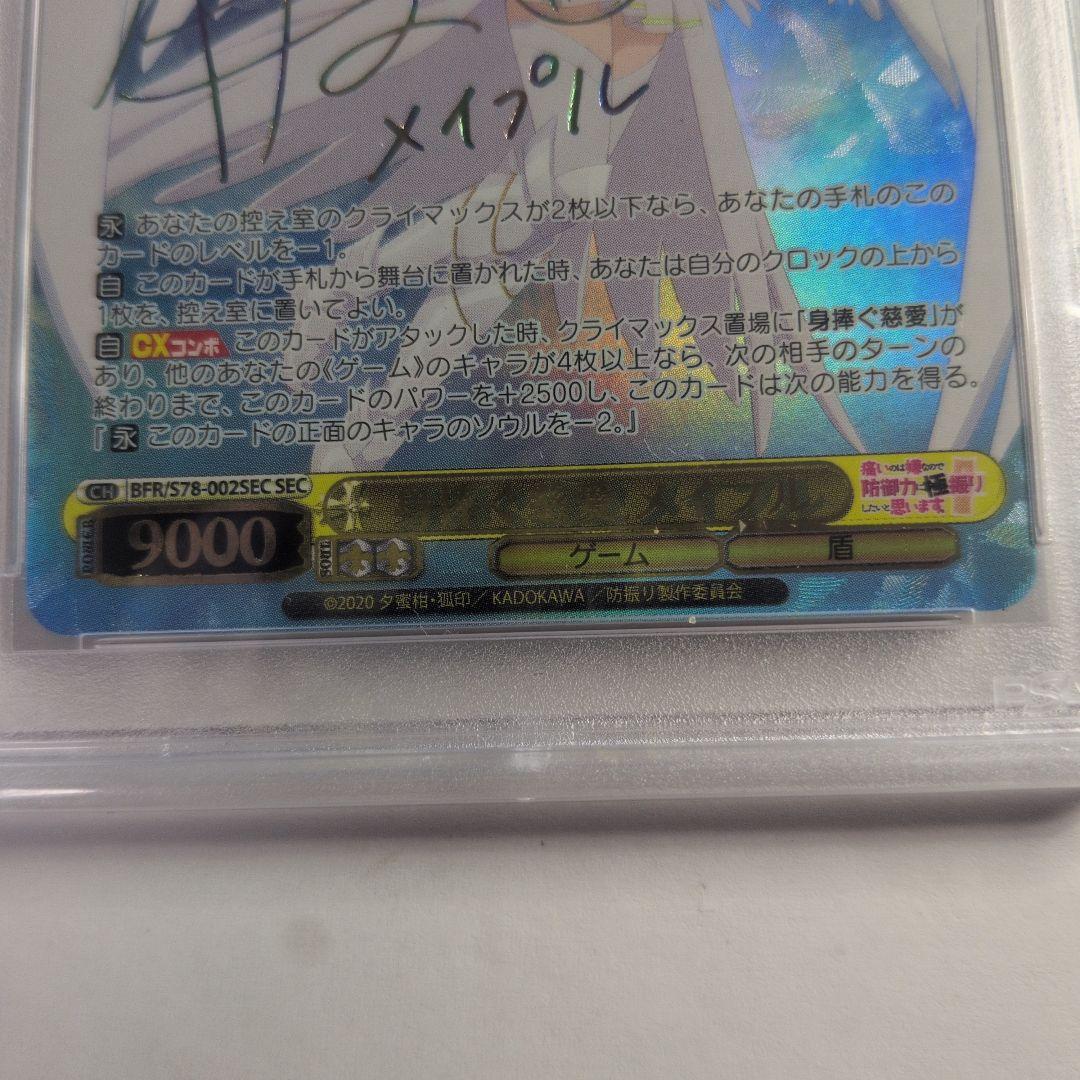 メイプル
永 あなたの控え室のクライマックスが2枚以下なら、あなたの手札のこの
カードのレベルを－1。
自 このカードが手札から舞台に置かれた時、あなたは自分のクロックの上から
1枚を、控え室に置いてよい。
自 CXコンボ このカードがアタックした時、クライマックス置場に「身捧ぐ慈愛」が
あり、他のあなたの《ゲーム》のキャラが4枚以上なら、次の相手のターンの
終わりまで、このカードのパワーを＋2500し、このカードは次の能力を得る。
「永 このカードの正面のキャラのソウルを－2。」
CH BFR/S78-002SEC SEC
メイプル
痛いのは嫌なので
防御力に極振り
したいと思います。
POWER 9000 SOUL
ゲーム 盾
©2020 夕蜜柑・狐印／KADOKAWA ／防振り製作委員会
PSA